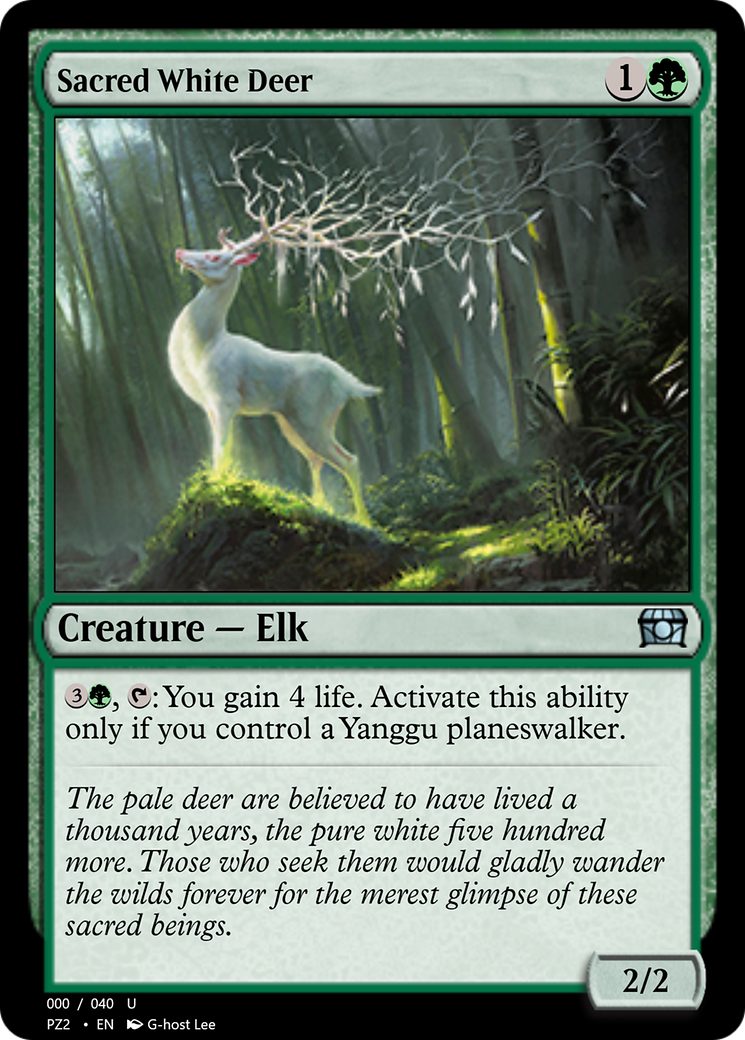 Sacred White Deer 1
Creature — Elk
3, : You gain 4 life. Activate this ability
only if you control a Yanggu planeswalker.
The pale deer are believed to have lived a
thousand years, the pure white five hundred
more. Those who seek them would gladly wander
the wilds forever for the merest glimpse of these
sacred beings.
2/2
000 / 040 U
PZ2 • EN G-host Lee